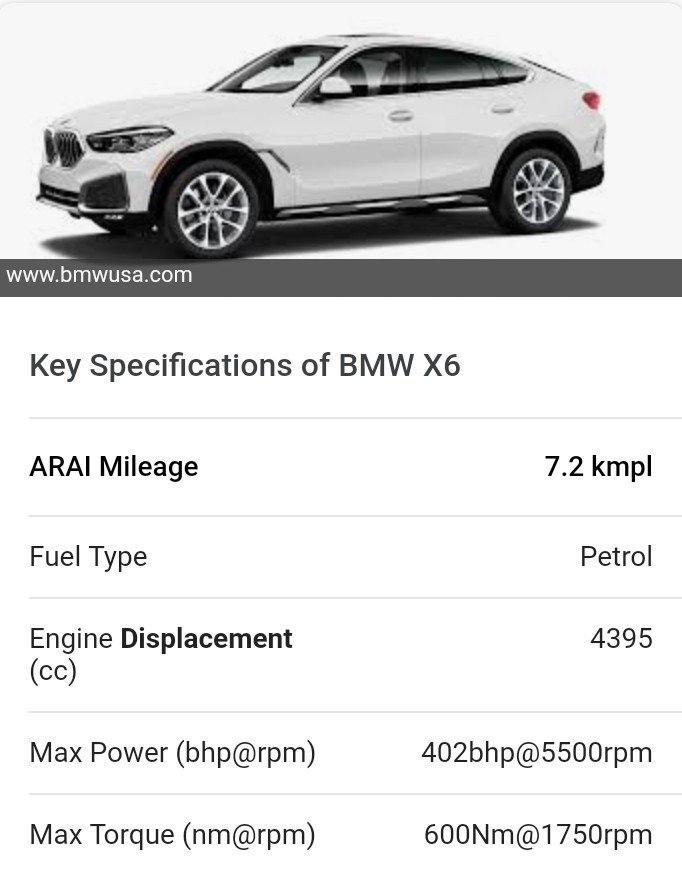 www.bmwusa.com
Key Specifications of BMW X6
ARAI Mileage 7.2 kmpl
Fuel Type Petrol
Engine Displacement 4395
(cc)
Max Power (bhp@rpm) 402bhp@5500rpm
Max Torque (nm@rpm) 600Nm@1750rpm